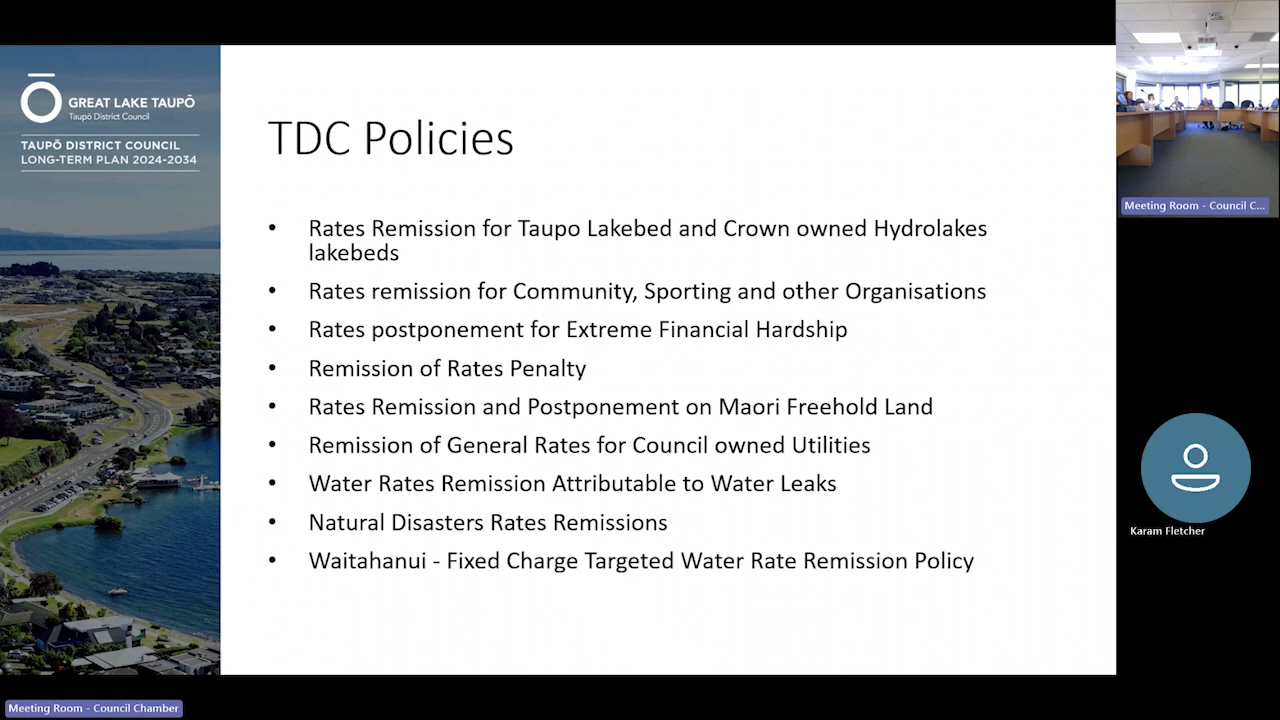 GREAT LAKE TAUPŌ
Taupō District Council
TAUPŌ DISTRICT COUNCIL
LONG-TERM PLAN 2024-2034
TDC Policies
• Rates Remission for Taupo Lakebed and Crown owned Hydrolakes
lakebeds
• Rates remission for Community, Sporting and other Organisations
• Rates postponement for Extreme Financial Hardship
• Remission of Rates Penalty
• Rates Remission and Postponement on Maori Freehold Land
• Remission of General Rates for Council owned Utilities
• Water Rates Remission Attributable to Water Leaks
• Natural Disasters Rates Remissions
• Waitahanui - Fixed Charge Targeted Water Rate Remission Policy
Meeting Room - Council C...
Karam Fletcher
Meeting Room - Council Chamber